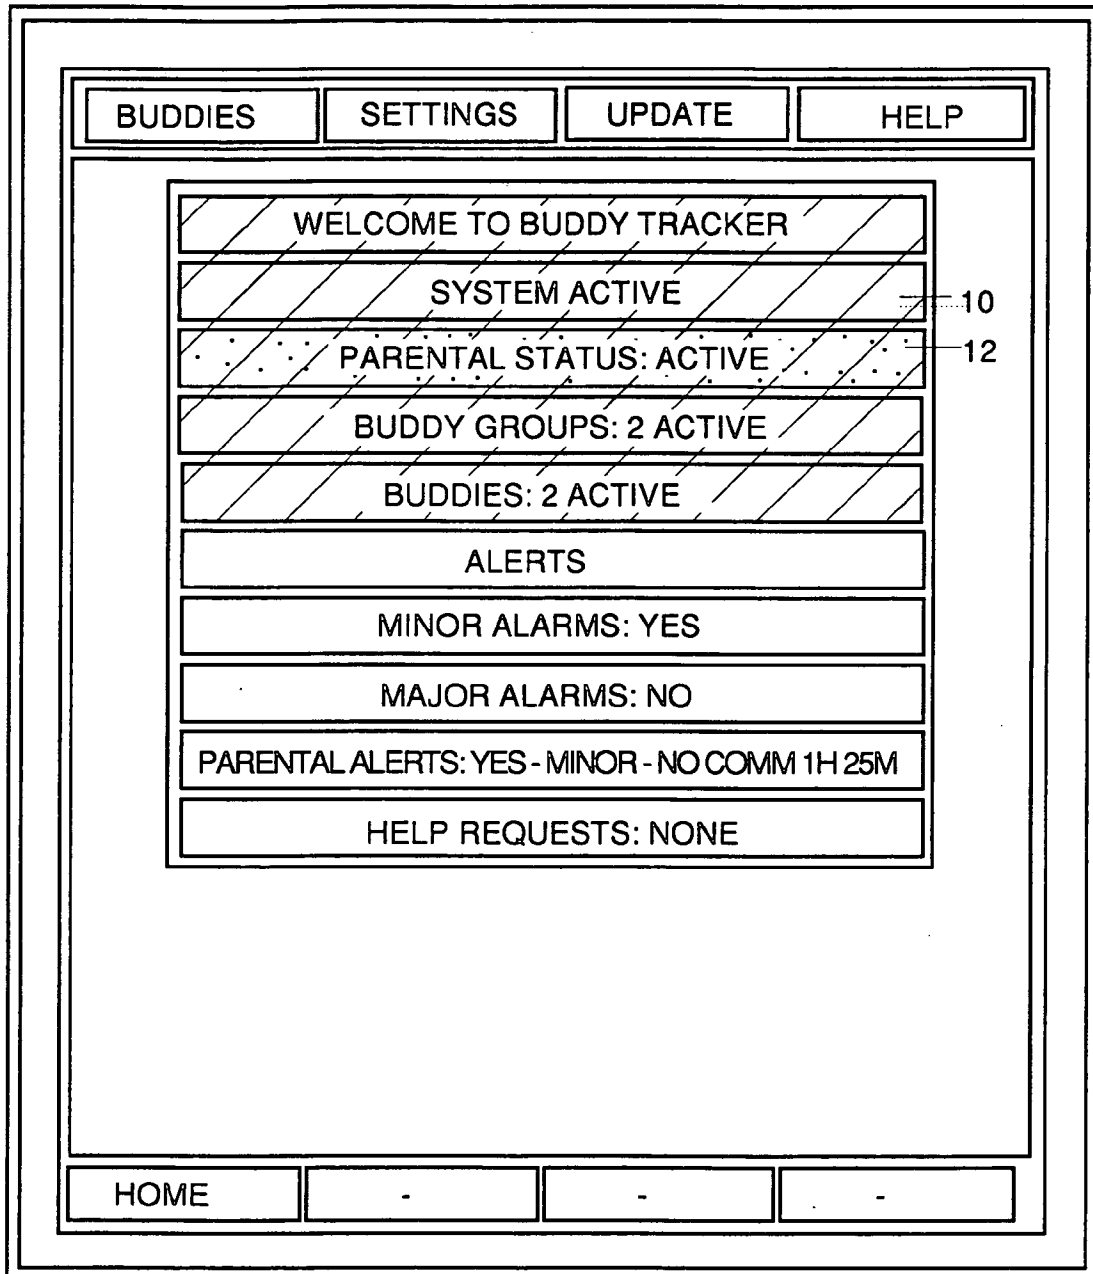 BUDDIES SETTINGS UPDATE HELP
WELCOME TO BUDDY TRACKER
SYSTEM ACTIVE
10
PARENTAL STATUS: ACTIVE
12
BUDDY GROUPS: 2 ACTIVE
BUDDIES: 2 ACTIVE
ALERTS
MINOR ALARMS: YES
MAJOR ALARMS: NO
PARENTAL ALERTS: YES - MINOR - NO COMM 1H 25M
HELP REQUESTS: NONE
HOME - - -